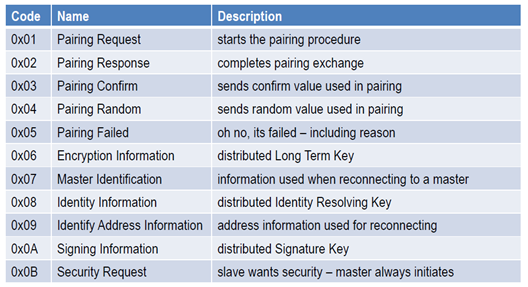 Code Name Description
0x01 Pairing Request starts the pairing procedure
0x02 Pairing Response completes pairing exchange
0x03 Pairing Confirm sends confirm value used in pairing
0x04 Pairing Random sends random value used in pairing
0x05 Pairing Failed oh no, its failed – including reason
0x06 Encryption Information distributed Long Term Key
0x07 Master Identification information used when reconnecting to a master
0x08 Identity Information distributed Identity Resolving Key
0x09 Identify Address Information address information used for reconnecting
0x0A Signing Information distributed Signature Key
0x0B Security Request slave wants security – master always initiates